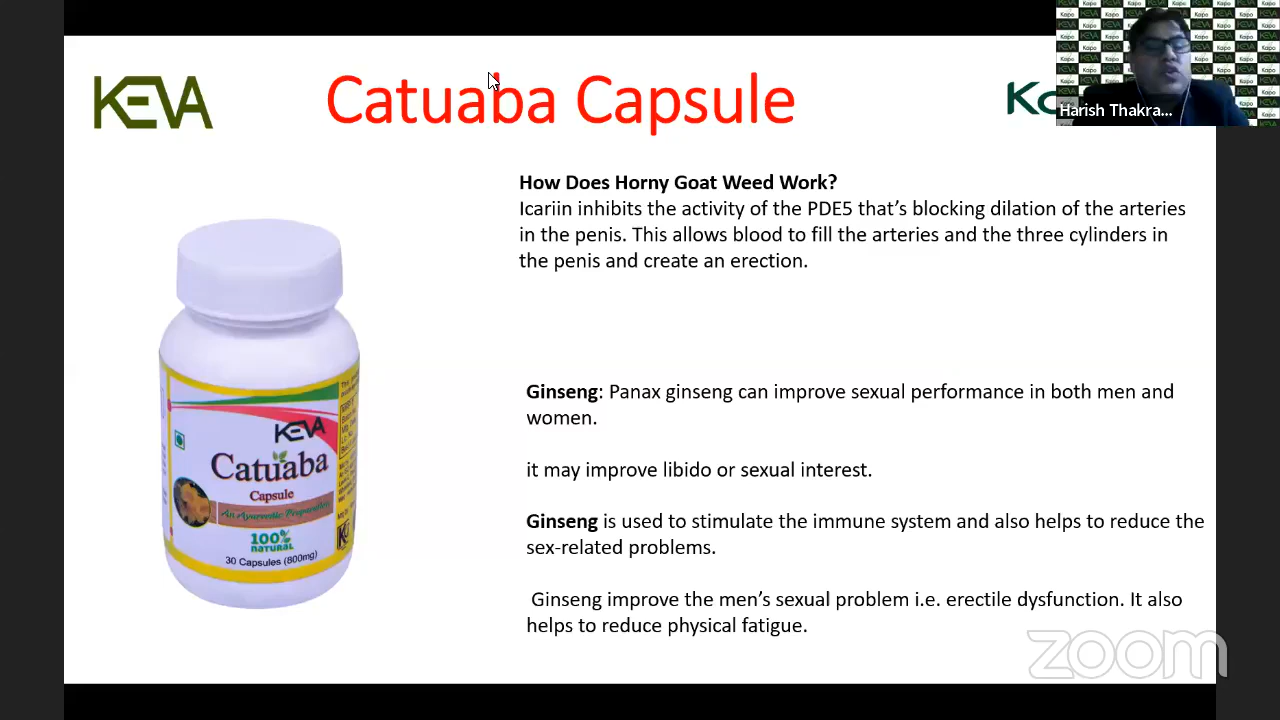 KEVA
Catuaba Capsule
Harish Thakra...
How Does Horny Goat Weed Work?
Icariin inhibits the activity of the PDE5 that’s blocking dilation of the arteries
in the penis. This allows blood to fill the arteries and the three cylinders in
the penis and create an erection.
Ginseng: Panax ginseng can improve sexual performance in both men and
women.
it may improve libido or sexual interest.
Ginseng is used to stimulate the immune system and also helps to reduce the
sex-related problems.
Ginseng improve the men’s sexual problem i.e. erectile dysfunction. It also
helps to reduce physical fatigue.
KEVA
Catuaba
Capsule
An Ayurvedic Preparation
100%
NATURAL
30 Capsules (800mg)
zoom